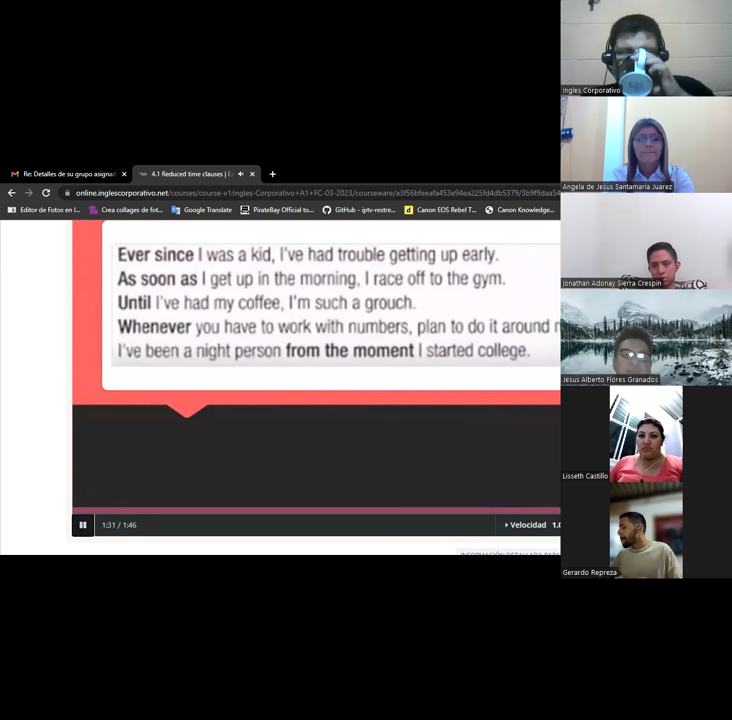 Re: Detalles de su grupo asignad
4.1 Reduced time clauses | I
online.inglescorporativo.net/courses/course-v1:Ingles-Corporativo+A1+FC-03-2023/courseware/a3f56bfeeafa453e94ea225fd4db5379/3b9f9daa54
Editor de Fotos en l...
Crea collages de fot...
Google Translate
PirateBay Official to...
GitHub - iptv-restre...
Canon EOS Rebel T...
Canon Knowledge...
Ever since I was a kid, I've had trouble getting up early.
As soon as I get up in the morning, I race off to the gym.
Until I've had my coffee, I'm such a grouch.
Whenever you have to work with numbers, plan to do it around
I've been a night person from the moment I started college.
1:31 / 1:46
Velocidad 1.0
Ingles Corporativo
Angela de Jesus Santamaria Juarez
Jonathan Adonay Sierra Crespin
Jesus Alberto Flores Granados
Lisseth Castillo
Gerardo Repreza